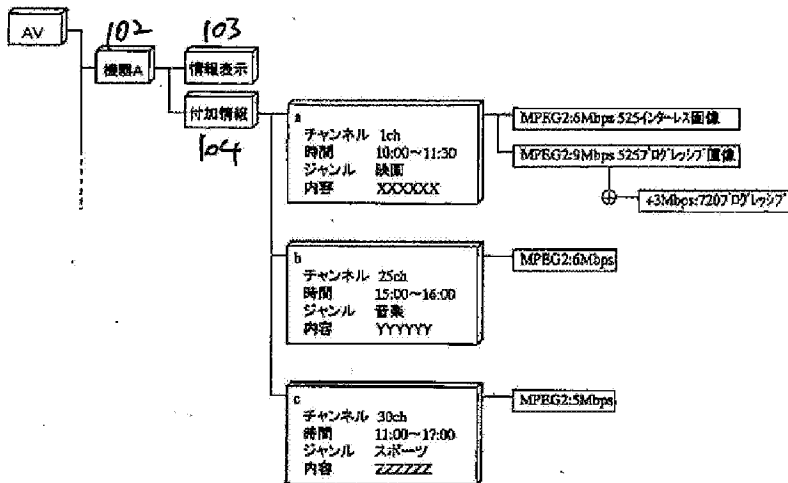 AV
102
機器A
103
情報表示
付加情報
104
a
チャンネル 1ch
時間 10:00～11:30
ジャンル 映画
内容 XXXXXX
MPEG2:6Mbps 525インターレス画像
MPEG2:9Mbps 525プログレッシブ画像
+3Mbps:720プログレッシブ
b
チャンネル 25ch
時間 15:00～16:00
ジャンル 音楽
内容 YYYYYY
MPEG2:6Mbps
c
チャンネル 30ch
時間 11:00～17:00
ジャンル スポーツ
内容 ZZZZZZ
MPEG2:5Mbps